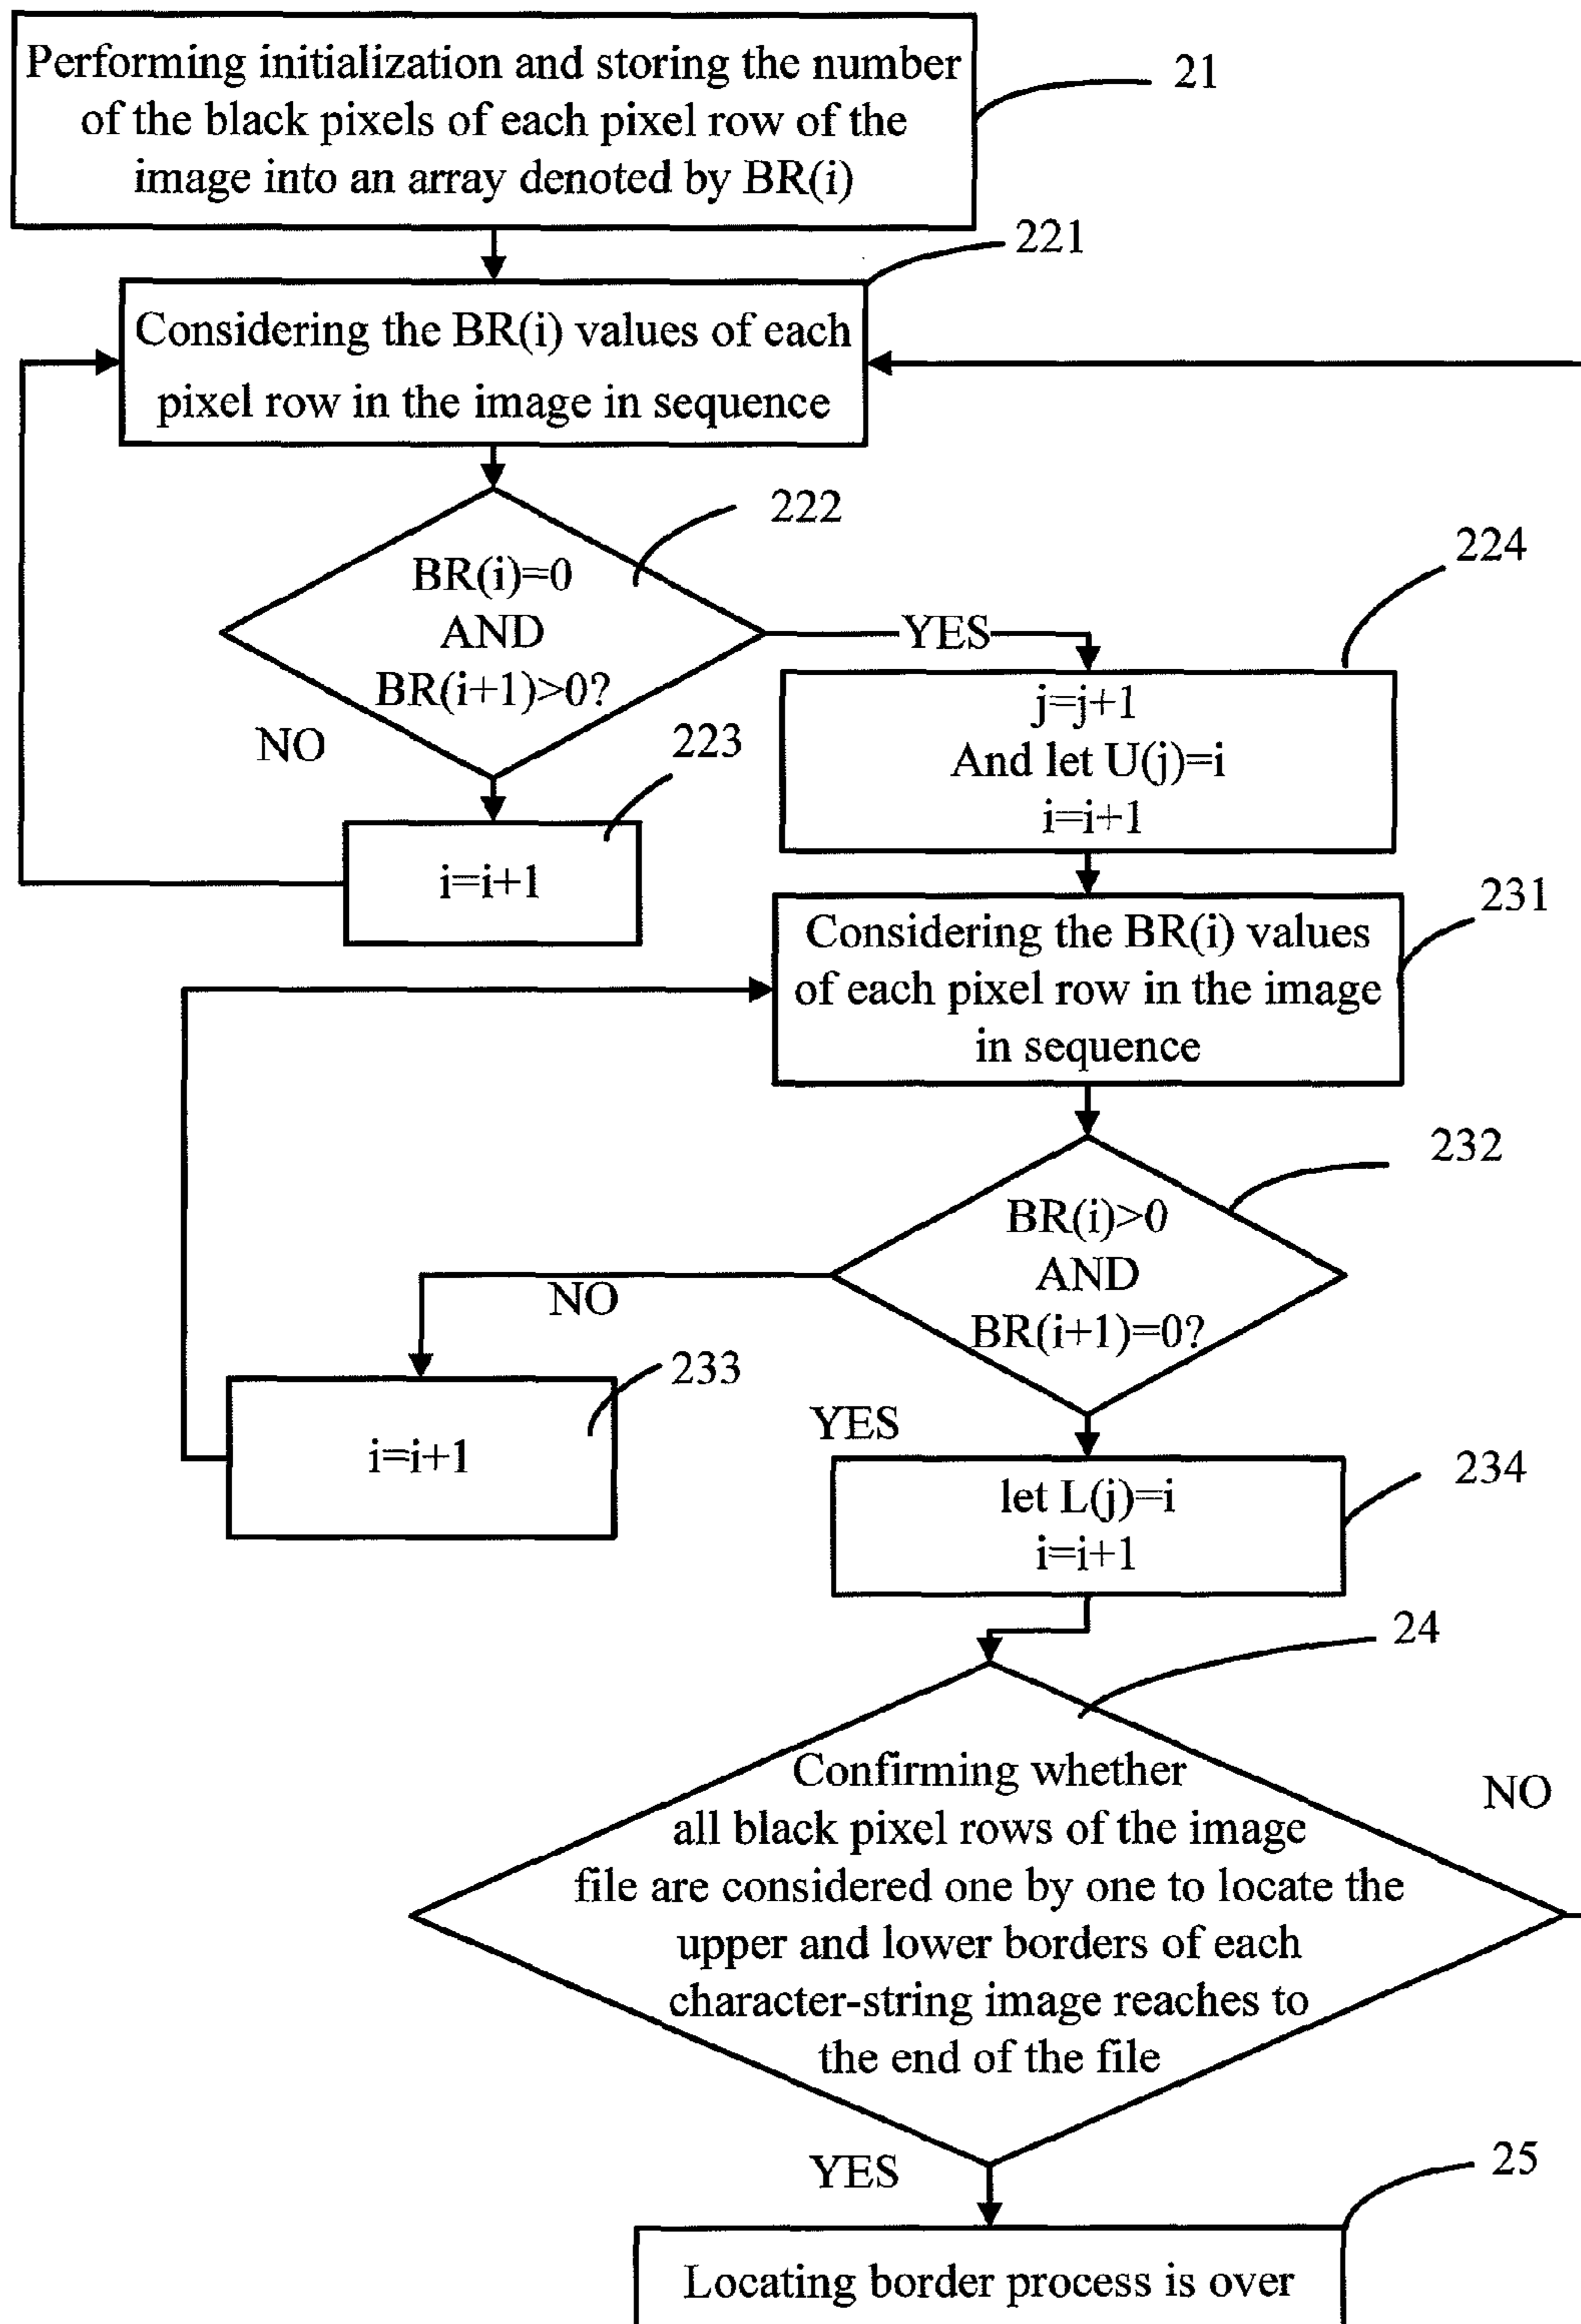 Performing initialization and storing the number
of the black pixels of each pixel row of the
image into an array denoted by BR(i)
21
221
Considering the BR(i) values of each
pixel row in the image in sequence
222
BR(i)=0
AND
BR(i+1)>0?
YES
224
j=j+1
And let U(j)=i
i=i+1
NO
223
i=i+1
231
Considering the BR(i) values
of each pixel row in the image
in sequence
232
BR(i)>0
AND
BR(i+1)=0?
NO
233
i=i+1
YES
234
let L(j)=i
i=i+1
24
Confirming whether
all black pixel rows of the image
file are considered one by one to locate the
upper and lower borders of each
character-string image reaches to
the end of the file
NO
YES
25
Locating border process is over